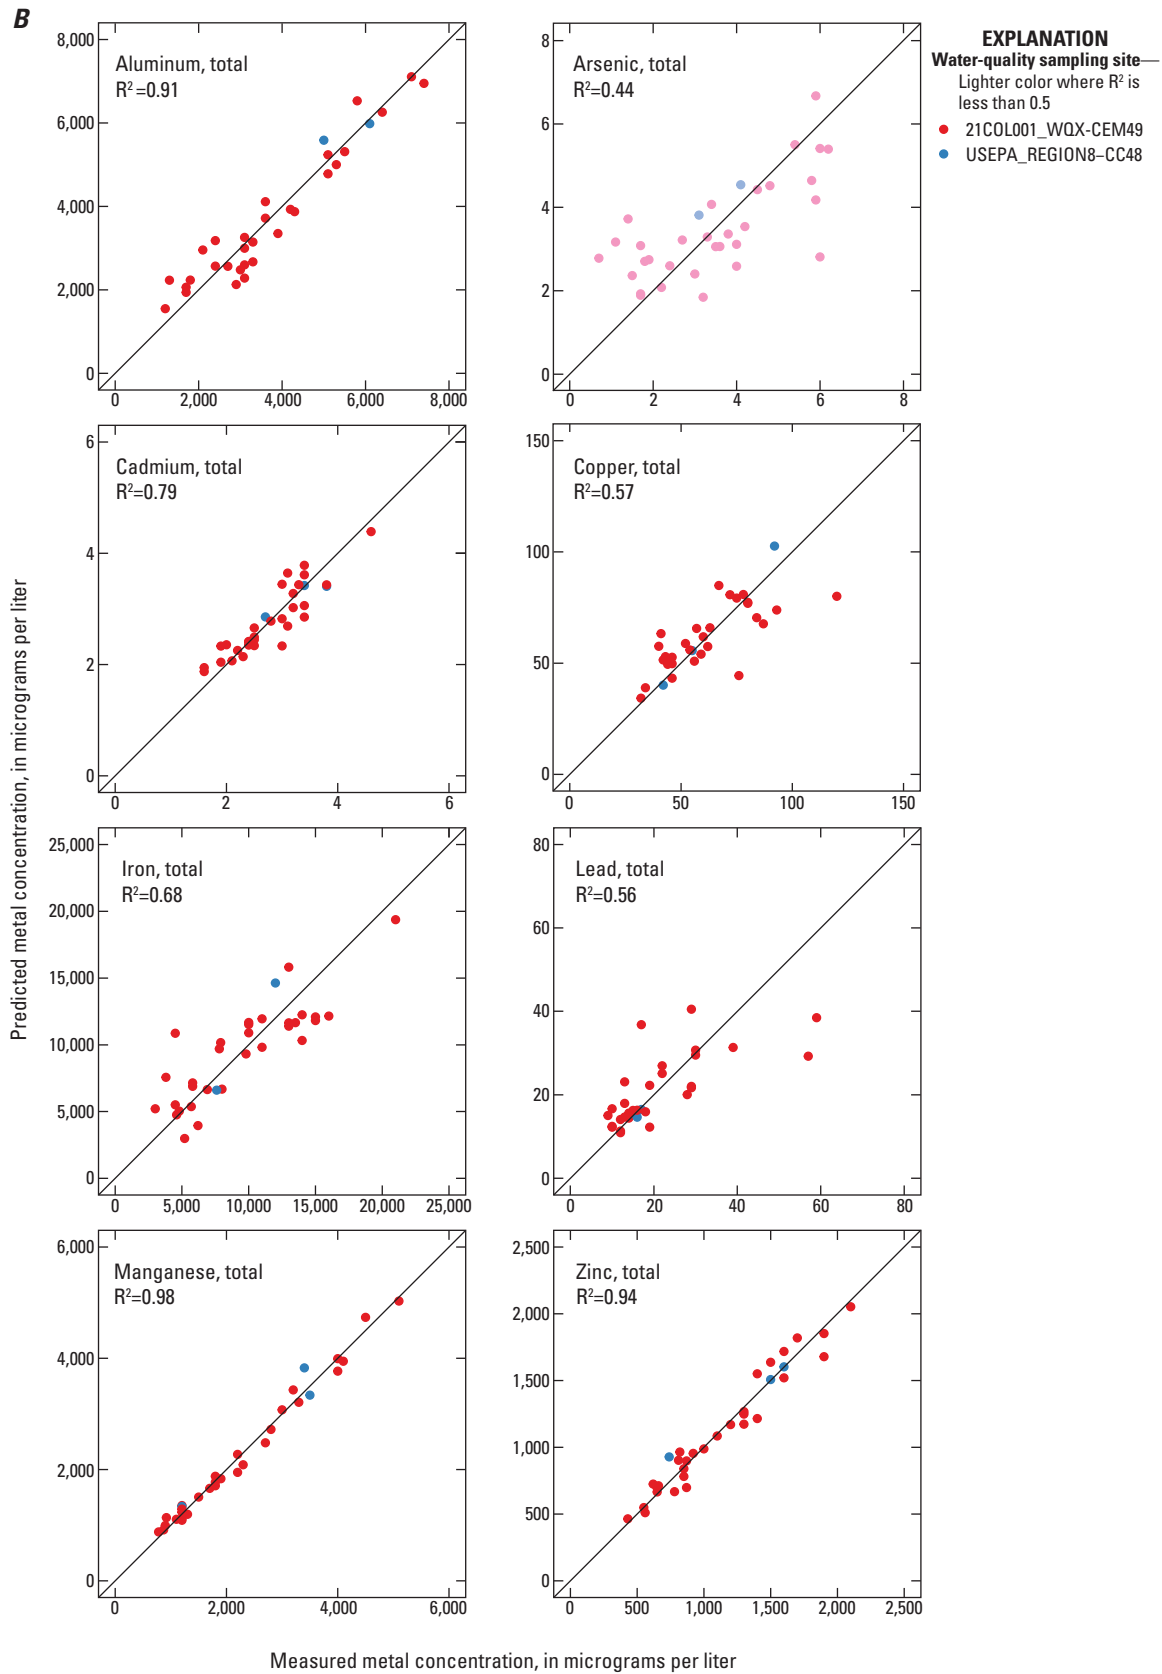 B
EXPLANATION
Water-quality sampling site—
Lighter color where R² is
less than 0.5
21COL001_WQX-CEM49
USEPA_REGION8–CC48
Predicted metal concentration, in micrograms per liter
Aluminum, total
R²=0.91
8,000
6,000
4,000
2,000
0
0 2,000 4,000 6,000 8,000
Arsenic, total
R²=0.44
8
6
4
2
0
0 2 4 6 8
Cadmium, total
R²=0.79
6
4
2
0
0 2 4 6
Copper, total
R²=0.57
150
100
50
0
0 50 100 150
Iron, total
R²=0.68
25,000
20,000
15,000
10,000
5,000
0
0 5,000 10,000 15,000 20,000 25,000
Lead, total
R²=0.56
80
60
40
20
0
0 20 40 60 80
Manganese, total
R²=0.98
6,000
4,000
2,000
0
0 2,000 4,000 6,000
Zinc, total
R²=0.94
2,500
2,000
1,500
1,000
500
0
0 500 1,000 1,500 2,000 2,500
Measured metal concentration, in micrograms per liter